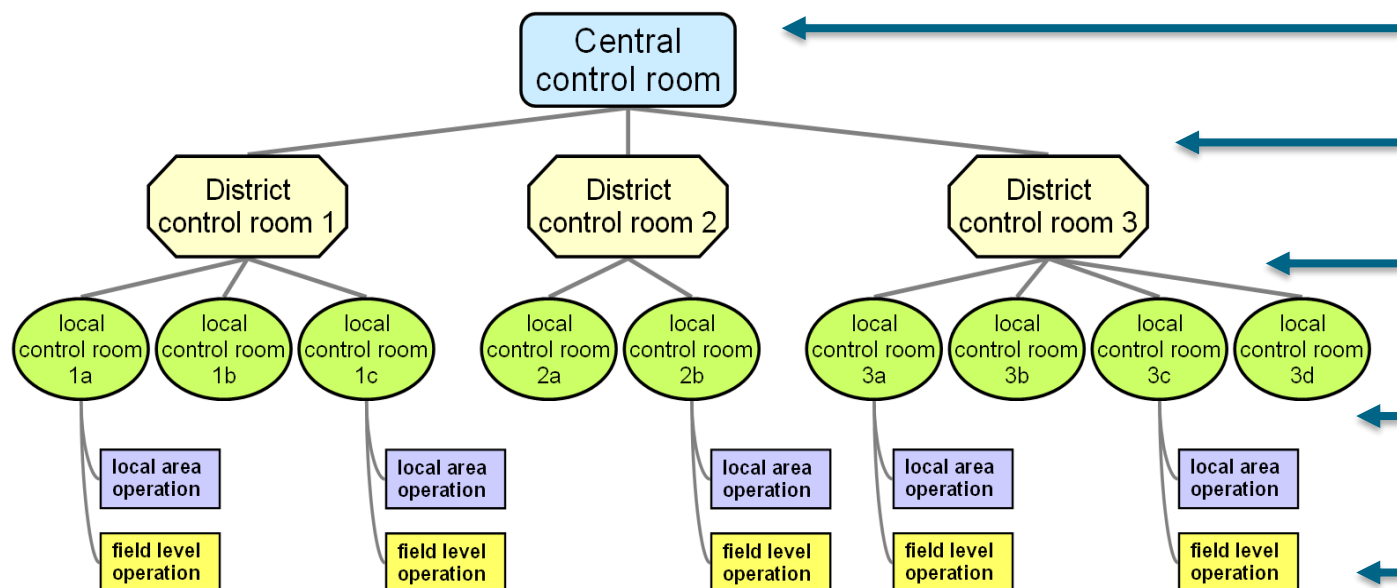 Central
control room
District
control room 1
District
control room 2
District
control room 3
local
control room
1a
local
control room
1b
local
control room
1c
local
control room
2a
local
control room
2b
local
control room
3a
local
control room
3b
local
control room
3c
local
control room
3d
local area
operation
local area
operation
local area
operation
local area
operation
local area
operation
field level
operation
field level
operation
field level
operation
field level
operation
field level
operation